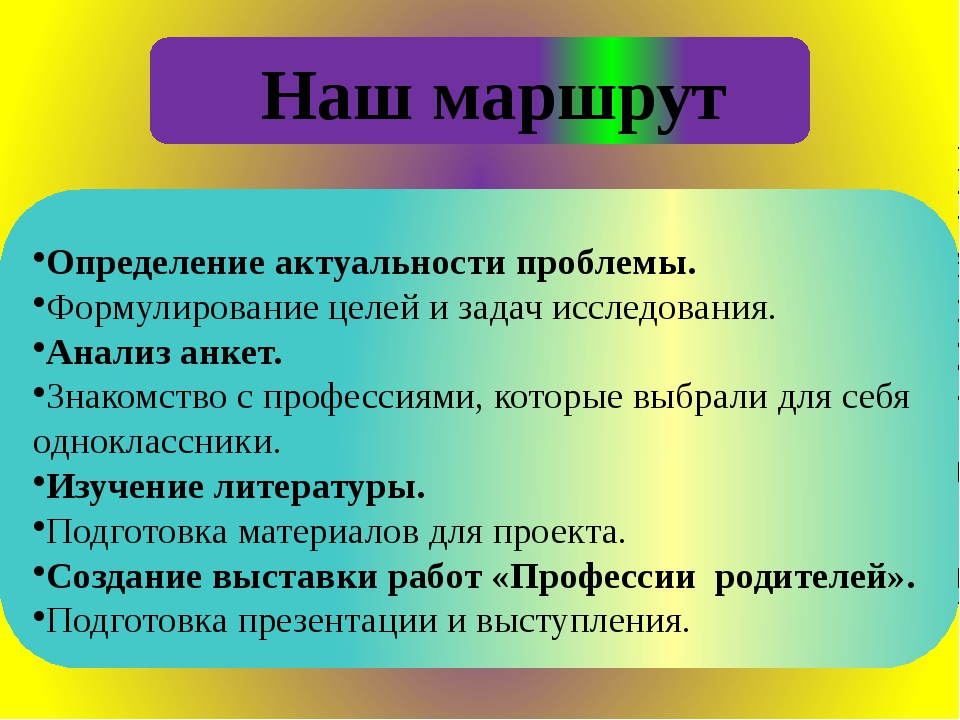 Наш маршрут
•Определение актуальности проблемы.
•Формулирование целей и задач исследования.
•Анализ анкет.
•Знакомство с профессиями, которые выбрали для себя
одноклассники.
•Изучение литературы.
•Подготовка материалов для проекта.
•Создание выставки работ «Профессии  родителей».
•Подготовка презентации и выступления.